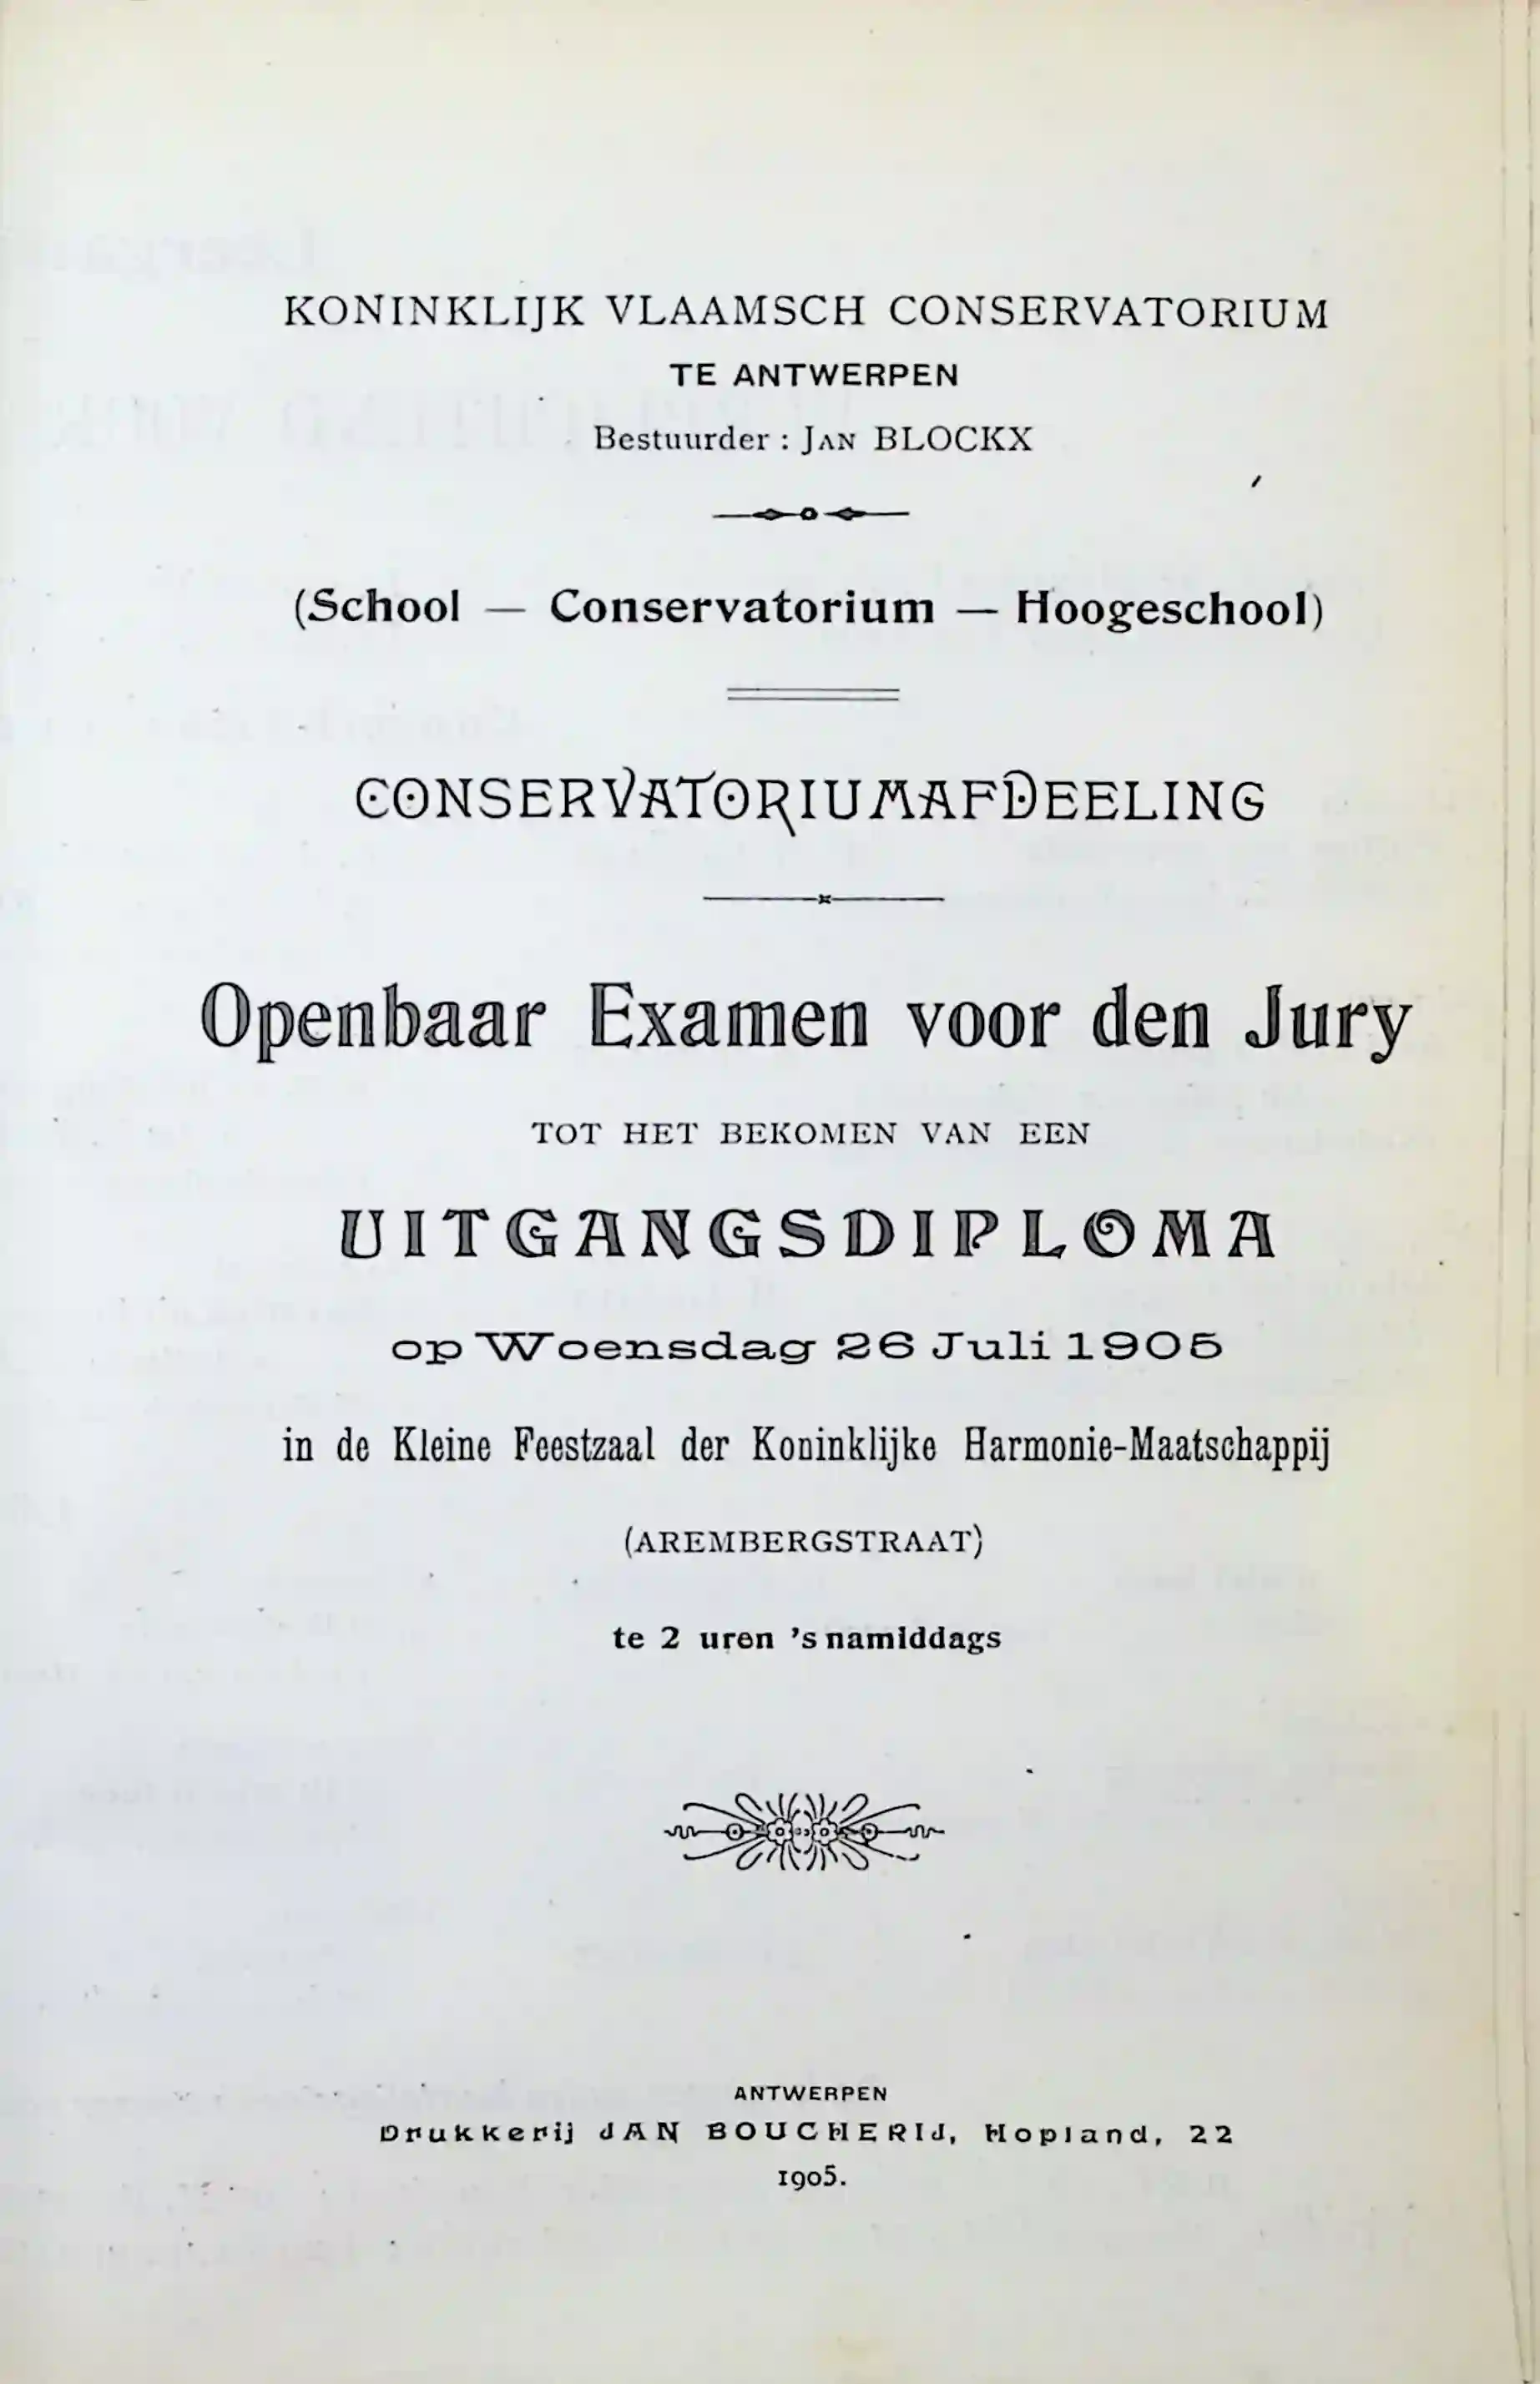 KONINKLIJK VLAAMSCH CONSERVATORIUM
TE ANTWERPEN
Bestuurder : JAN BLOCKX
(School — Conservatorium — Hoogeschool)
CONSERVATORIUMAFDEELING
Openbaar Examen voor den Jury
TOT HET BEKOMEN VAN EEN
UITGANGSDIPLOMA
op Woensdag 26 Juli 1905
in de Kleine Feestzaal der Koninklijke Harmonie-Maatschappij
(AREMBERGSTRAAT)
te 2 uren 's namiddags
ANTWERPEN
Drukkerij JAN BOUCHERIJ, Hopland, 22
1905.